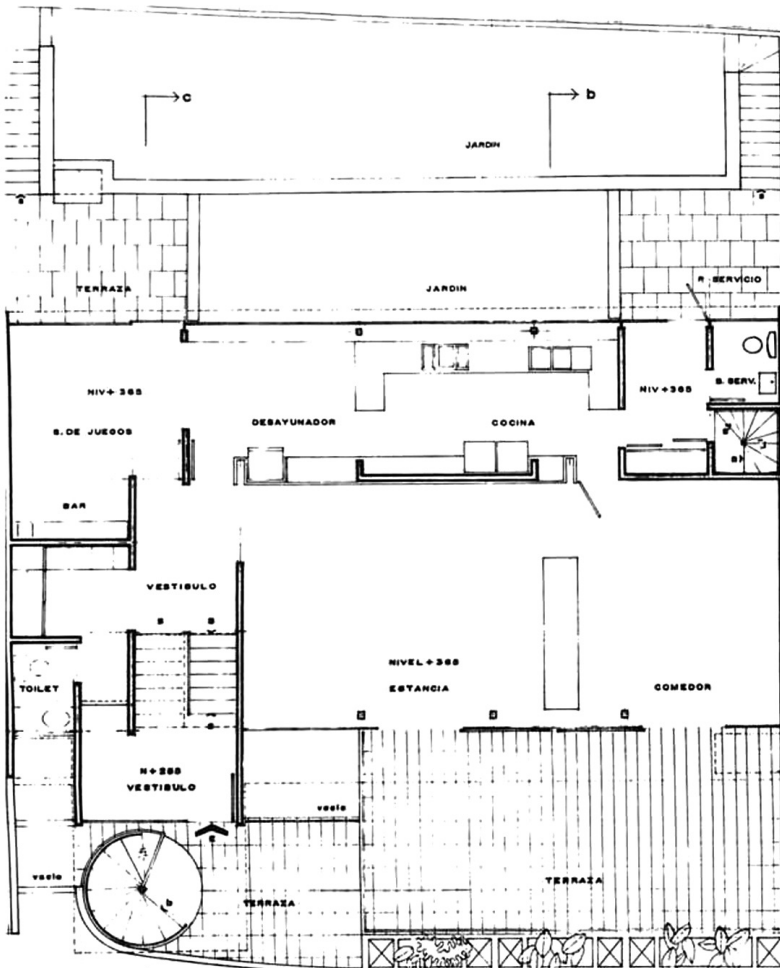 c
b
JARDIN
TERRAZA
JARDIN
P. SERVICIO
NIV+ 365
NIV +365
B. SERV.
S. DE JUEGOS
DESAYUNADOR
COCINA
BAR
VESTIBULO
NIVEL + 365
ESTANCIA
COMEDOR
TOILET
VESTIBULO
vacio
E
vacio
b
TERRAZA
TERRAZA